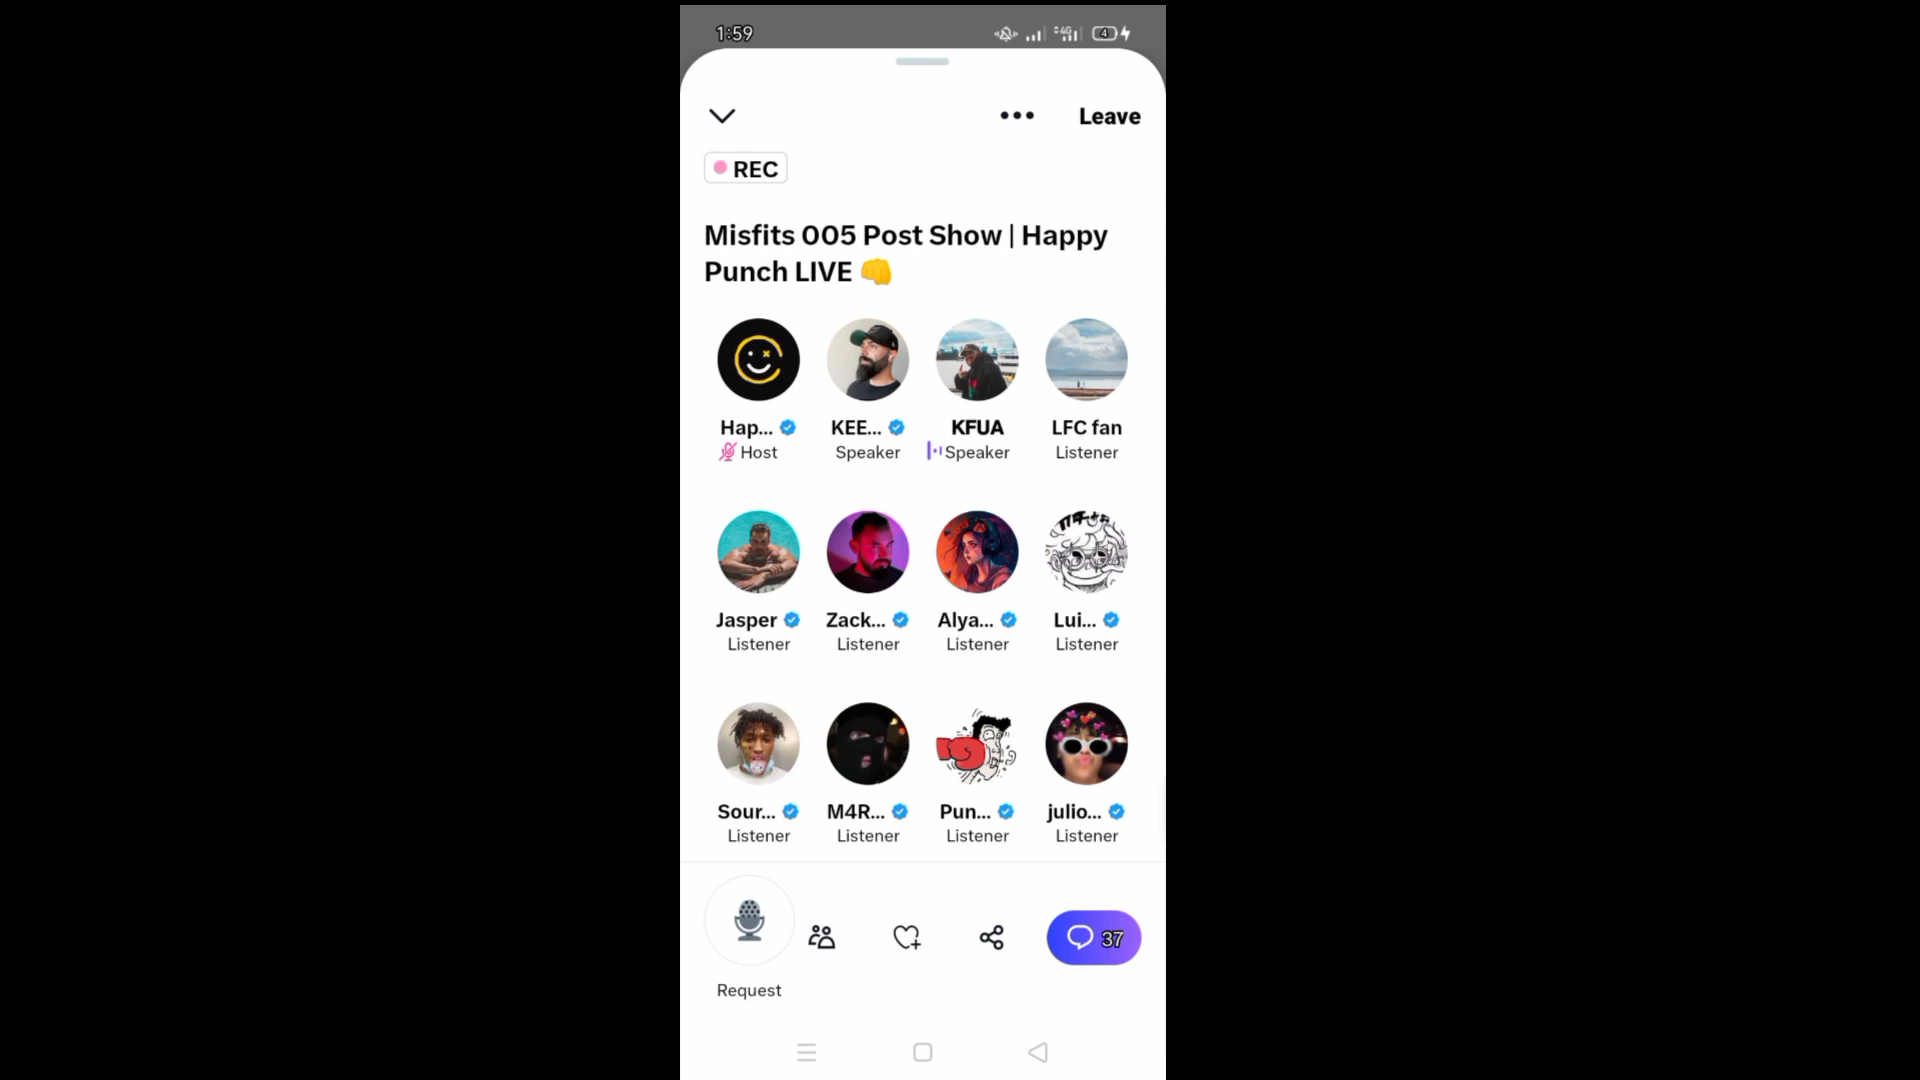 1:59
4G
4
Leave
REC
Misfits 005 Post Show | Happy
Punch LIVE 👊
Hap... KEE... KFUA LFC fan
Host Speaker Speaker Listener
Jasper Zack... Alya... Lui...
Listener Listener Listener Listener
Sour... M4R... Pun... julio...
Listener Listener Listener Listener
37
Request